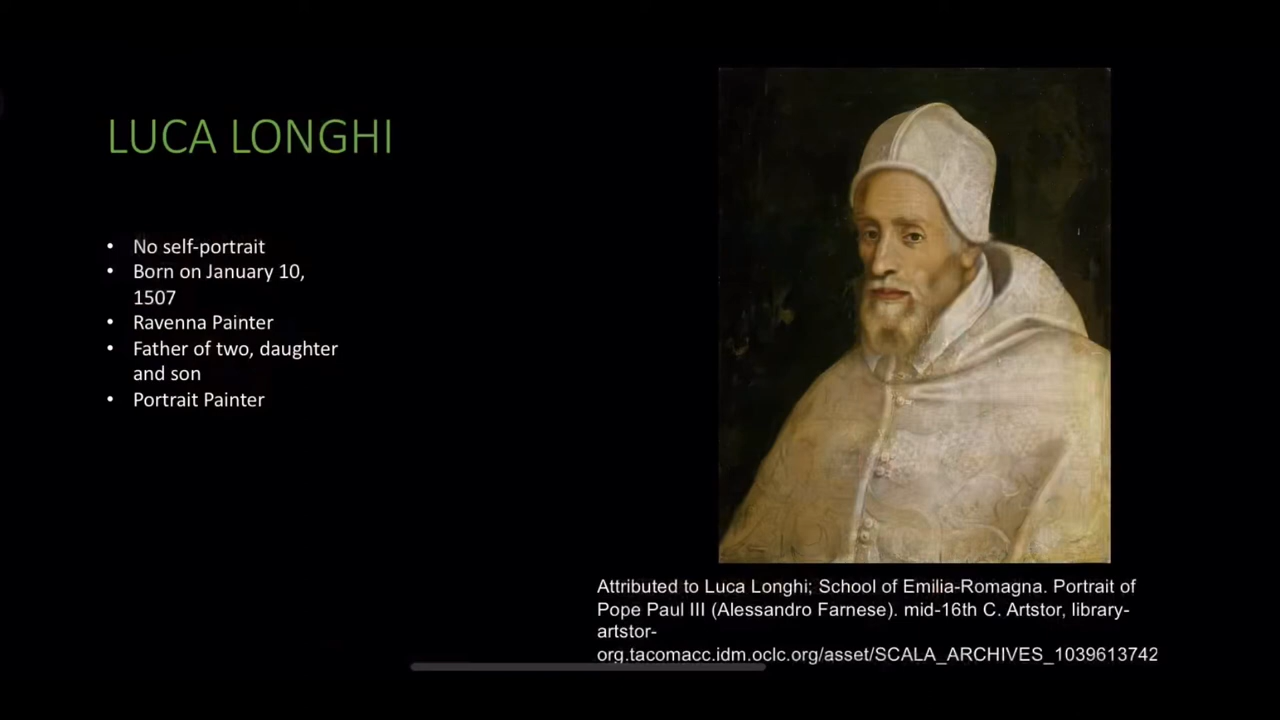 LUCA LONGHI
• No self-portrait
• Born on January 10,
1507
• Ravenna Painter
• Father of two, daughter
and son
• Portrait Painter
Attributed to Luca Longhi; School of Emilia-Romagna. Portrait of
Pope Paul III (Alessandro Farnese). mid-16th C. Artstor, library-
artstor-
org.tacomacc.idm.oclc.org/asset/SCALA_ARCHIVES_1039613742